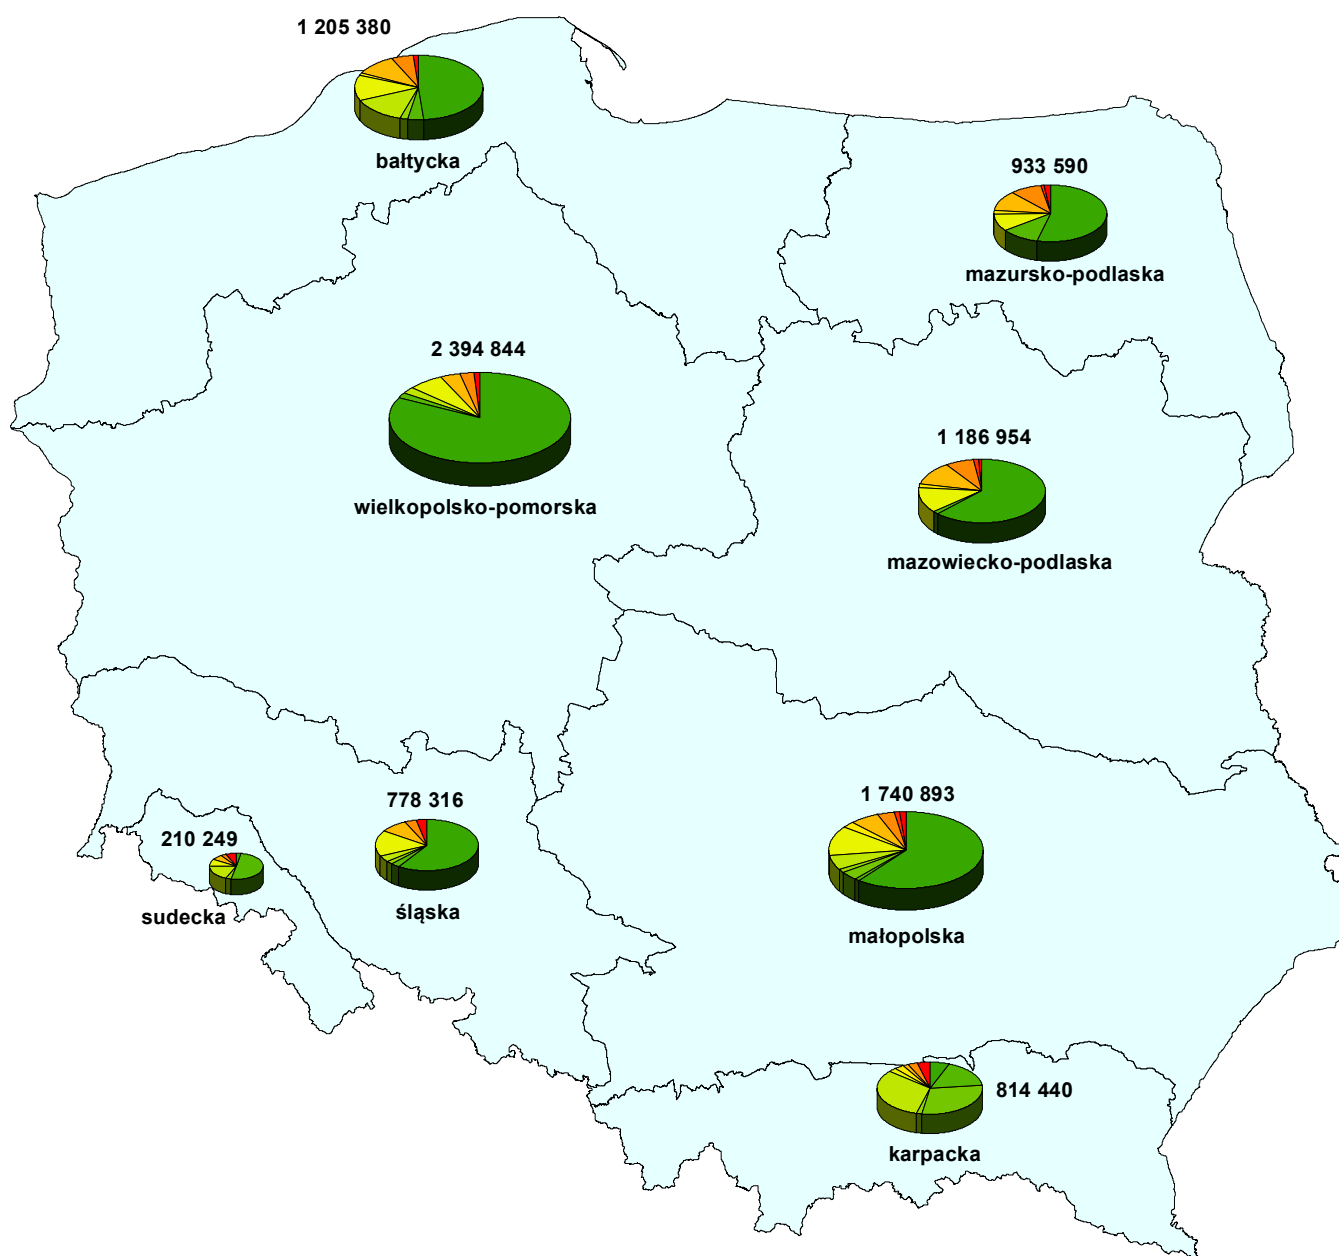 1 205 380
bałtycka
933 590
mazursko-podlaska
2 394 844
wielkopolsko-pomorska
1 186 954
mazowiecko-podlaska
778 316
śląska
1 740 893
małopolska
210 249
sudecka
814 440
karpacka